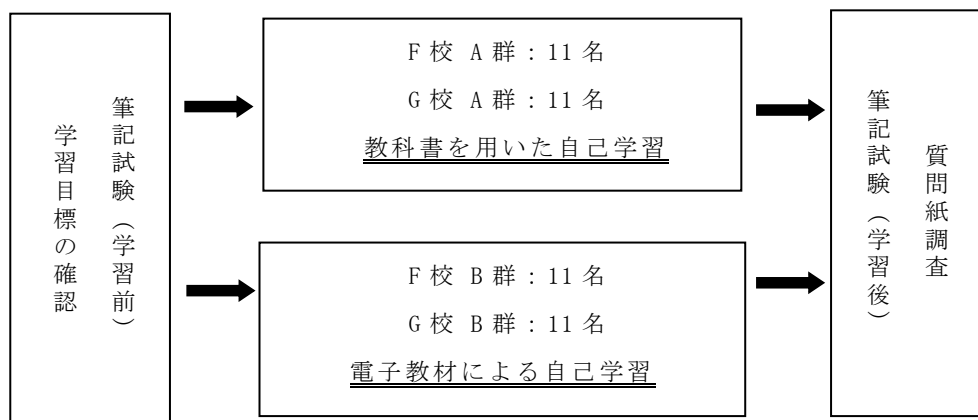 筆記試験（学習前）
学習目標の確認
F校 A群：11名
G校 A群：11名
教科書を用いた自己学習
F校 B群：11名
G校 B群：11名
電子教材による自己学習
質問紙調査
筆記試験（学習後）